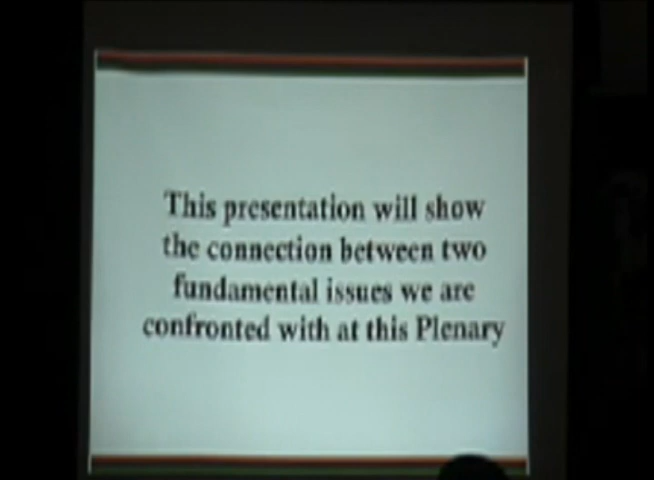 This presentation will show
the connection between two
fundamental issues we are
confronted with at this Plenary